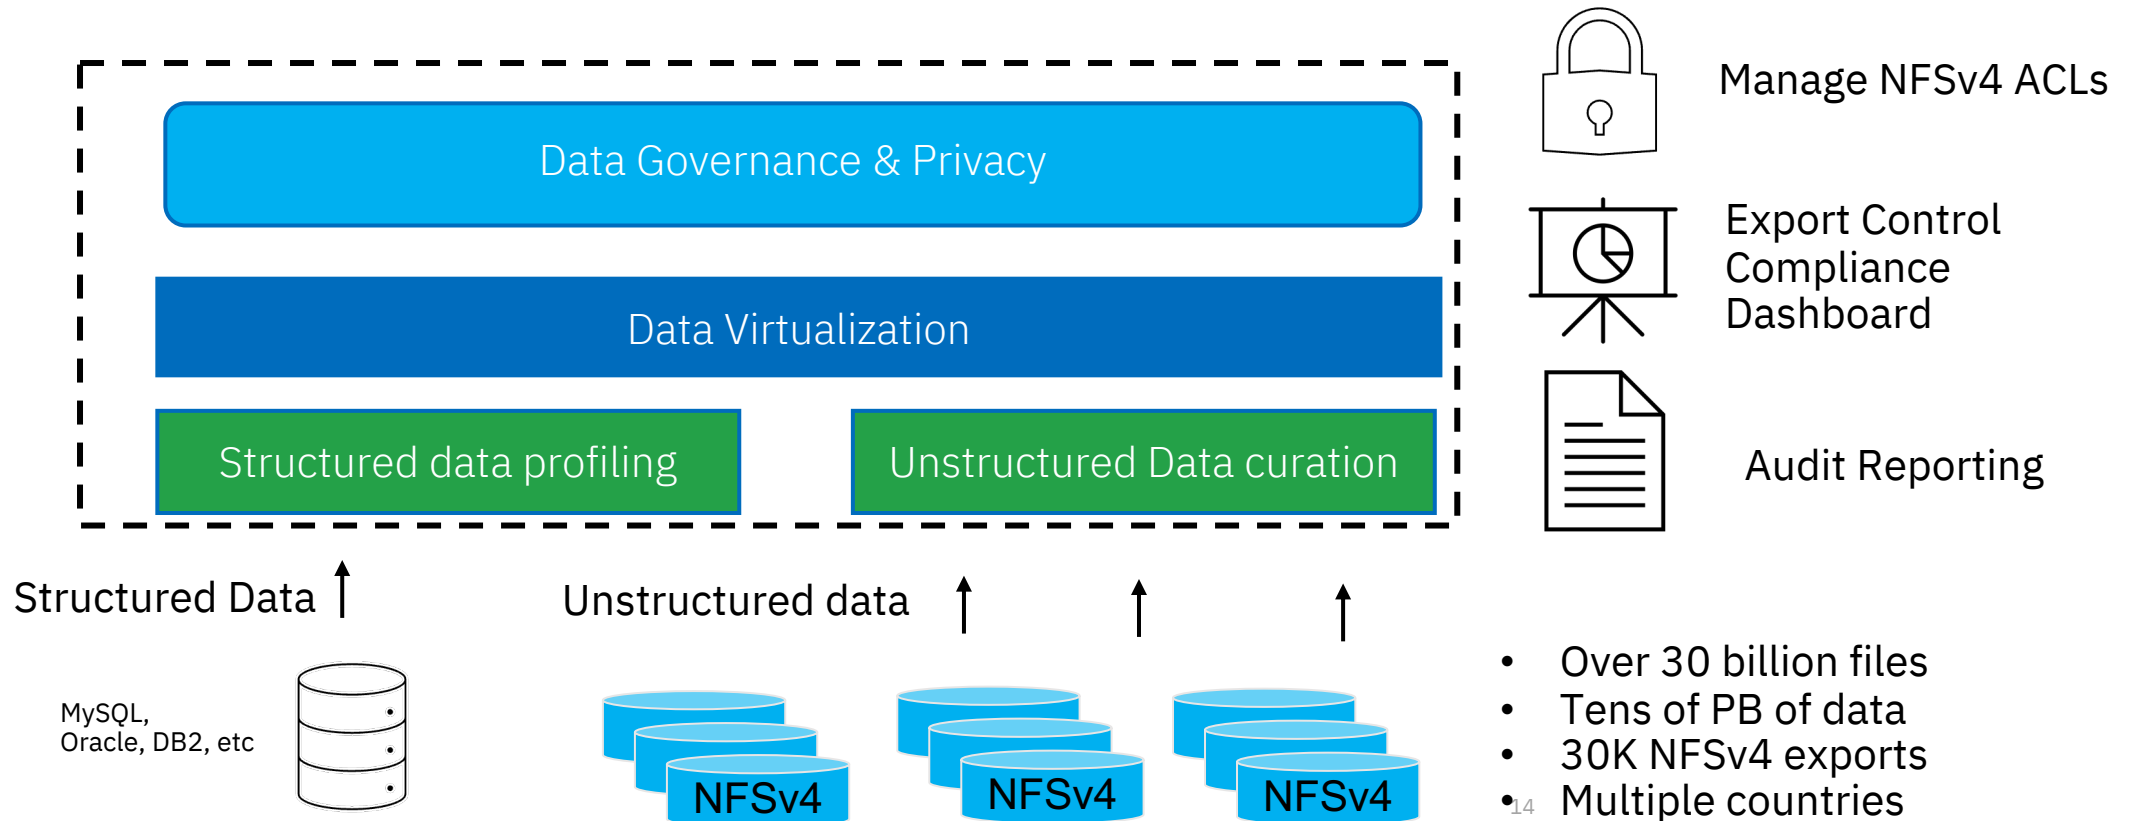 Data Governance & Privacy
Data Virtualization
Structured data profiling
Unstructured Data curation
Manage NFSv4 ACLs
Export Control
Compliance
Dashboard
Audit Reporting
Structured Data
Unstructured data
MySQL,
Oracle, DB2, etc
NFSv4
NFSv4
NFSv4
• Over 30 billion files
• Tens of PB of data
• 30K NFSv4 exports
• Multiple countries
14